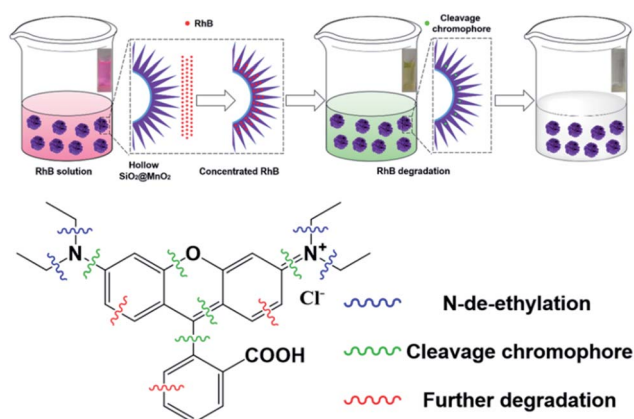 RhB
Cleavage
chromophore
RhB solution
Hollow
SiO₂@MnO₂
Concentrated RhB
RhB degradation
N
O
N⁺
Cl⁻
COOH
N-de-ethylation
Cleavage chromophore
Further degradation